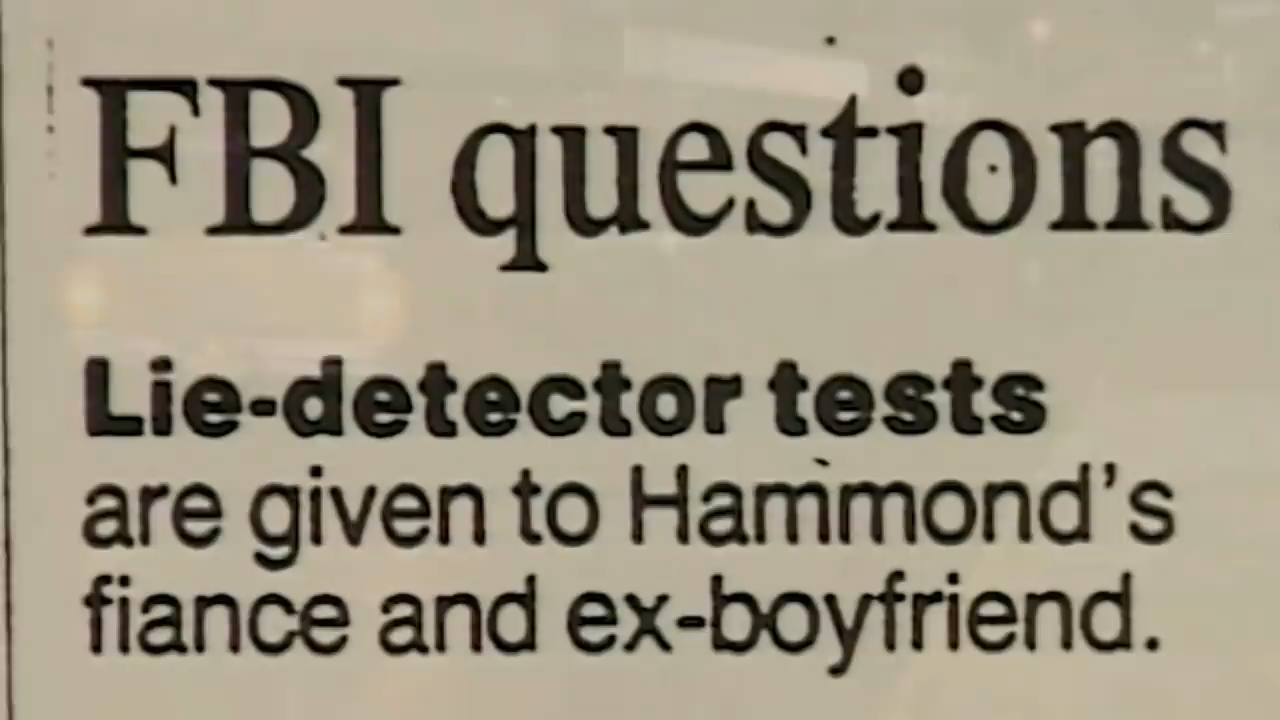 FBI questions
Lie-detector tests
are given to Hammond's
fiance and ex-boyfriend.